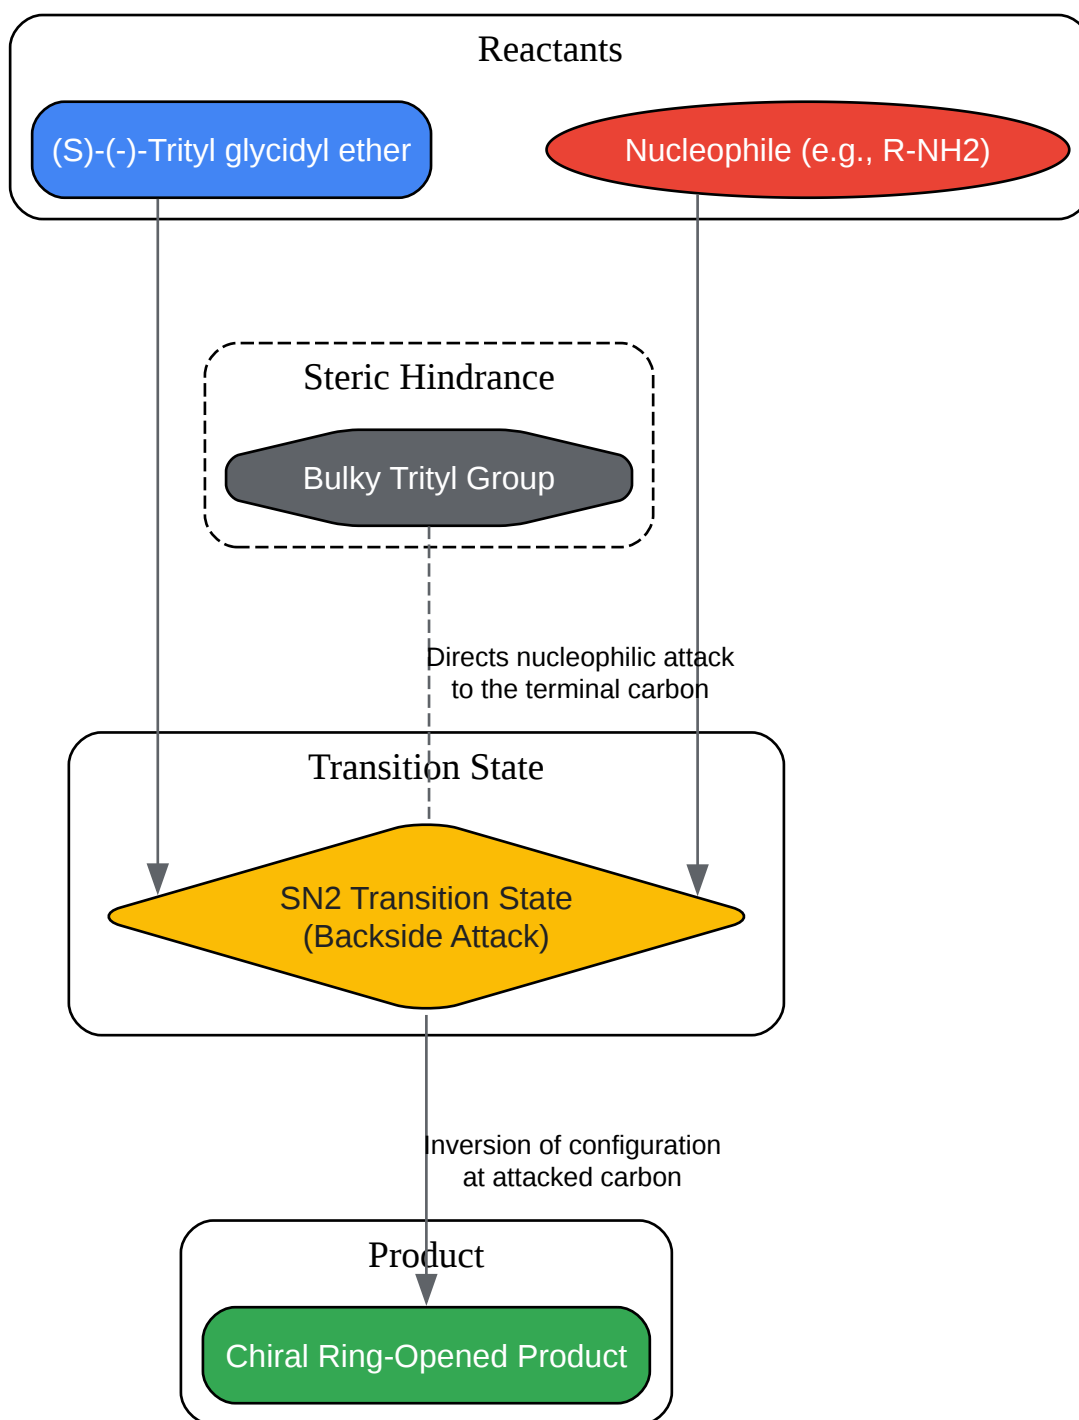 Reactants
(S)-(-)-Trityl glycidyl ether
Nucleophile (e.g., R-NH2)
Steric Hindrance
Bulky Trityl Group
Directs nucleophilic attack
to the terminal carbon
Transition State
SN2 Transition State
(Backside Attack)
Inversion of configuration
at attacked carbon
Product
Chiral Ring-Opened Product